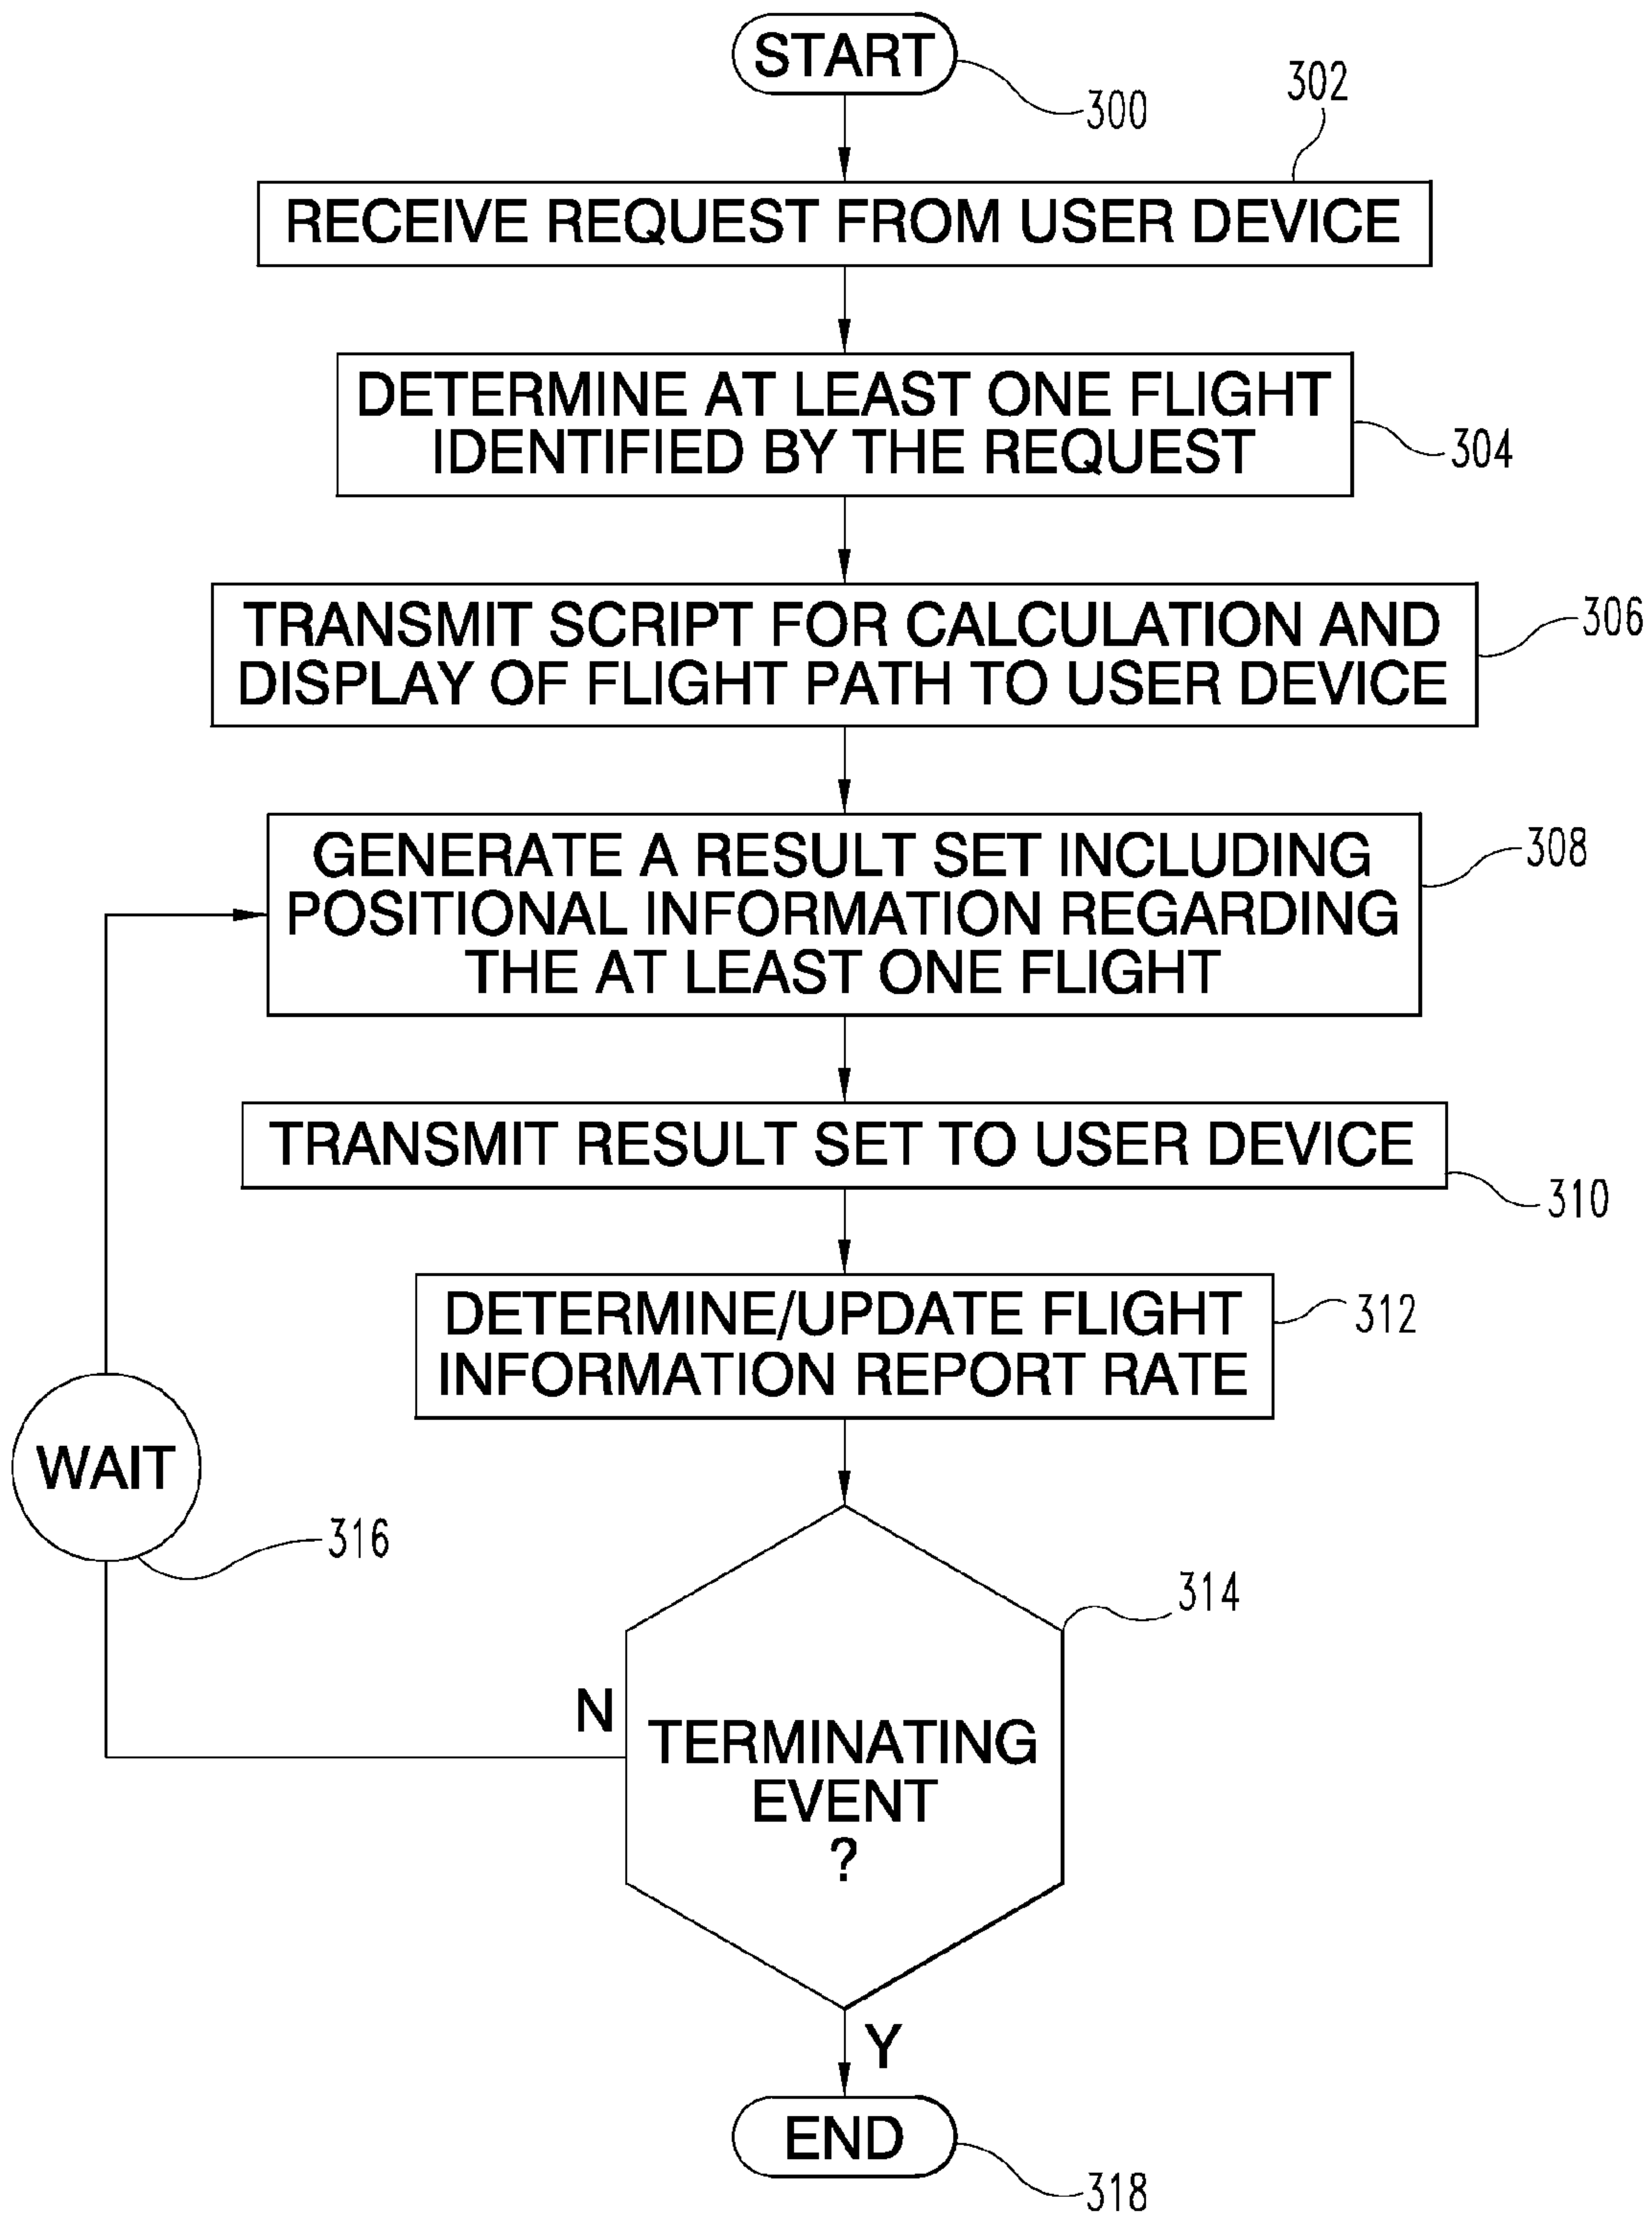 START
300
302
RECEIVE REQUEST FROM USER DEVICE
DETERMINE AT LEAST ONE FLIGHT
IDENTIFIED BY THE REQUEST
304
TRANSMIT SCRIPT FOR CALCULATION AND
DISPLAY OF FLIGHT PATH TO USER DEVICE
306
GENERATE A RESULT SET INCLUDING
POSITIONAL INFORMATION REGARDING
THE AT LEAST ONE FLIGHT
308
TRANSMIT RESULT SET TO USER DEVICE
310
DETERMINE/UPDATE FLIGHT
INFORMATION REPORT RATE
312
WAIT
316
314
N
TERMINATING
EVENT
?
Y
END
318